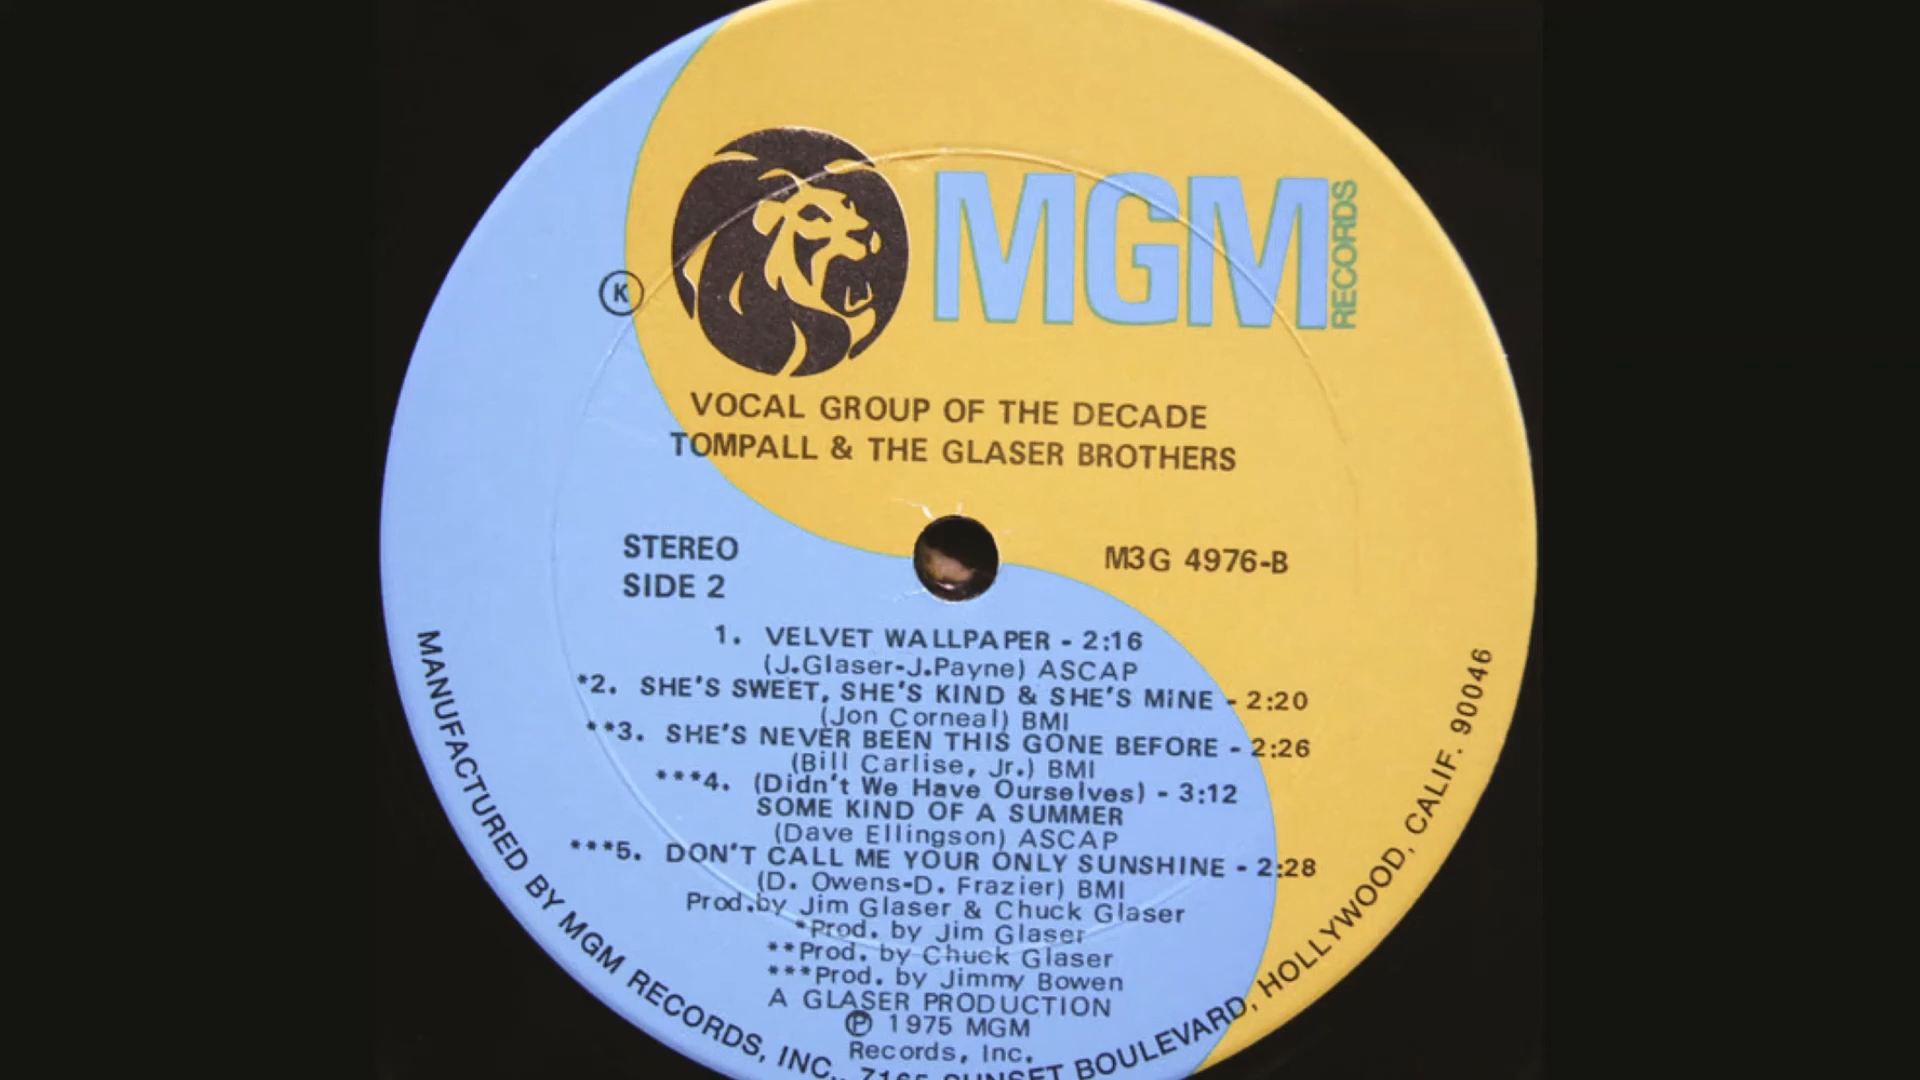 MGM
RECORDS
K
VOCAL GROUP OF THE DECADE
TOMPALL & THE GLASER BROTHERS
STEREO
SIDE 2
M3G 4976-B
1. VELVET WALLPAPER - 2:16
(J.Glaser-J.Payne) ASCAP
*2. SHE'S SWEET, SHE'S KIND & SHE'S MINE - 2:20
(Jon Corneal) BMI
**3. SHE'S NEVER BEEN THIS GONE BEFORE - 2:26
(Bill Carlise, Jr.) BMI
***4. (Didn't We Have Ourselves) - 3:12
SOME KIND OF A SUMMER
(Dave Ellingson) ASCAP
***5. DON'T CALL ME YOUR ONLY SUNSHINE - 2:28
(D. Owens-D. Frazier) BMI
Prod.by Jim Glaser & Chuck Glaser
*Prod. by Jim Glaser
**Prod. by Chuck Glaser
***Prod. by Jimmy Bowen
A GLASER PRODUCTION
Ⓟ 1975 MGM
Records, Inc.
MANUFACTURED BY MGM RECORDS, INC., 7165 SUNSET BOULEVARD, HOLLYWOOD, CALIF. 90046